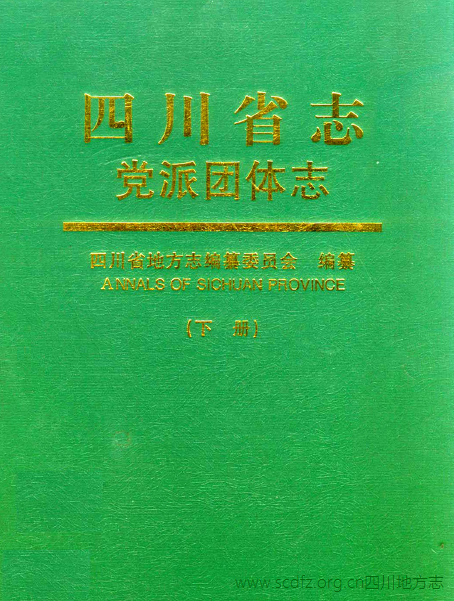 四川省志
党派团体志
四川省地方志编纂委员会 编纂
ANNALS OF SICHUAN PROVINCE
(下 册)
www.scdfz.org.cn四川地方志